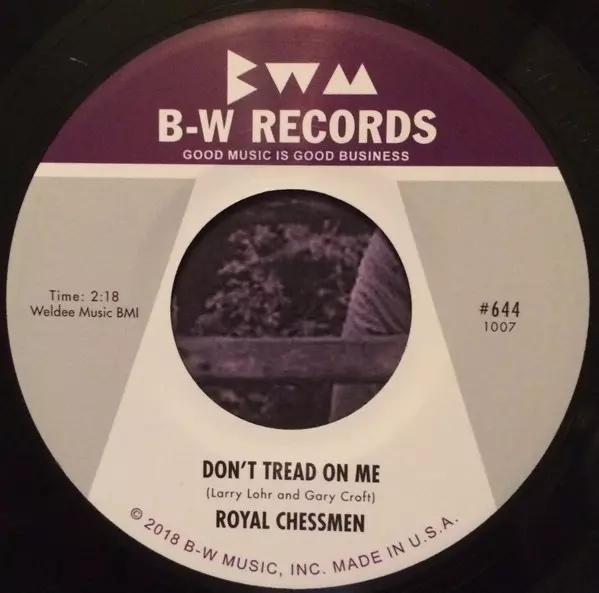 BWM
B-W RECORDS
GOOD MUSIC IS GOOD BUSINESS
Time: 2:18
Weldee Music BMI
#644
1007
DON'T TREAD ON ME
(Larry Lohr and Gary Croft)
ROYAL CHESSMEN
© 2018 B-W MUSIC, INC. MADE IN U.S.A.